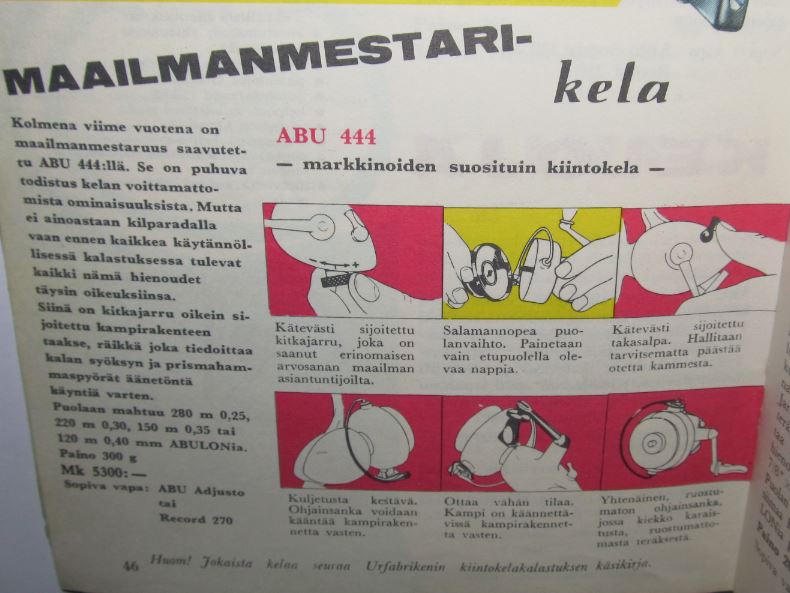 MAAILMANMESTARI-
kela
Kolmena viime vuotena on
maailmanmestaruus saavutet-
tu ABU 444:llä. Se on puhuva
todistus kelan voittamatto-
mista ominaisuuksista. Mutta
ei ainoastaan kilparadalla
vaan ennen kaikkea käytännöl-
lisessä kalastuksessa tulevat
kaikki nämä hienoudet
täysin oikeuksiinsa.
Siinä on kitkajarru oikein si-
joitettu kampirakenteen
taakse, räikkä joka tiedoittaa
kalan syöksyn ja prismaham-
maspyörät äänetöntä
käyntiä varten.
Puolaan mahtuu 280 m 0,25,
220 m 0,30, 150 m 0,35 tai
120 m 0,40 mm ABULONia.
Paino 300 g
Mk 5300:—
Sopiva vapa: ABU Adjusto
tai
Record 270
ABU 444
— markkinoiden suosituin kiintokela —
Kätevästi sijoitettu
kitkajarru, joka on
saanut erinomaisen
arvosanan maailman
asiantuntijoilta.
Salamannopea puo-
lanvaihto. Painetaan
vain etupuolella ole-
vaa nappia.
Kätevästi sijoitettu
takasalpa. Hallitaan
tarvitsematta päästää
otetta kammesta.
Kuljetusta kestävä.
Ohjainsanka voidaan
kääntää kampiraken-
netta vasten.
Ottaa vähän tilaa.
Kampi on käännettä-
vissä kampirakennet-
ta vasten.
Yhtenäinen, ruostu-
maton ohjainsanka,
jossa kiekko karais-
tusta, ruostumatto-
masta teräksestä.
46 Huom! Jokaista kelaa seuraa Urfabrikenin kiintokelakalastuksen käsikirja.